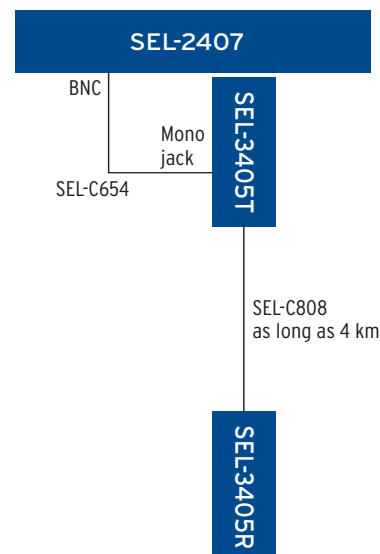 SEL-2407
BNC
SEL-3405T
Mono
jack
SEL-C654
SEL-C808
as long as 4 km
SEL-3405R